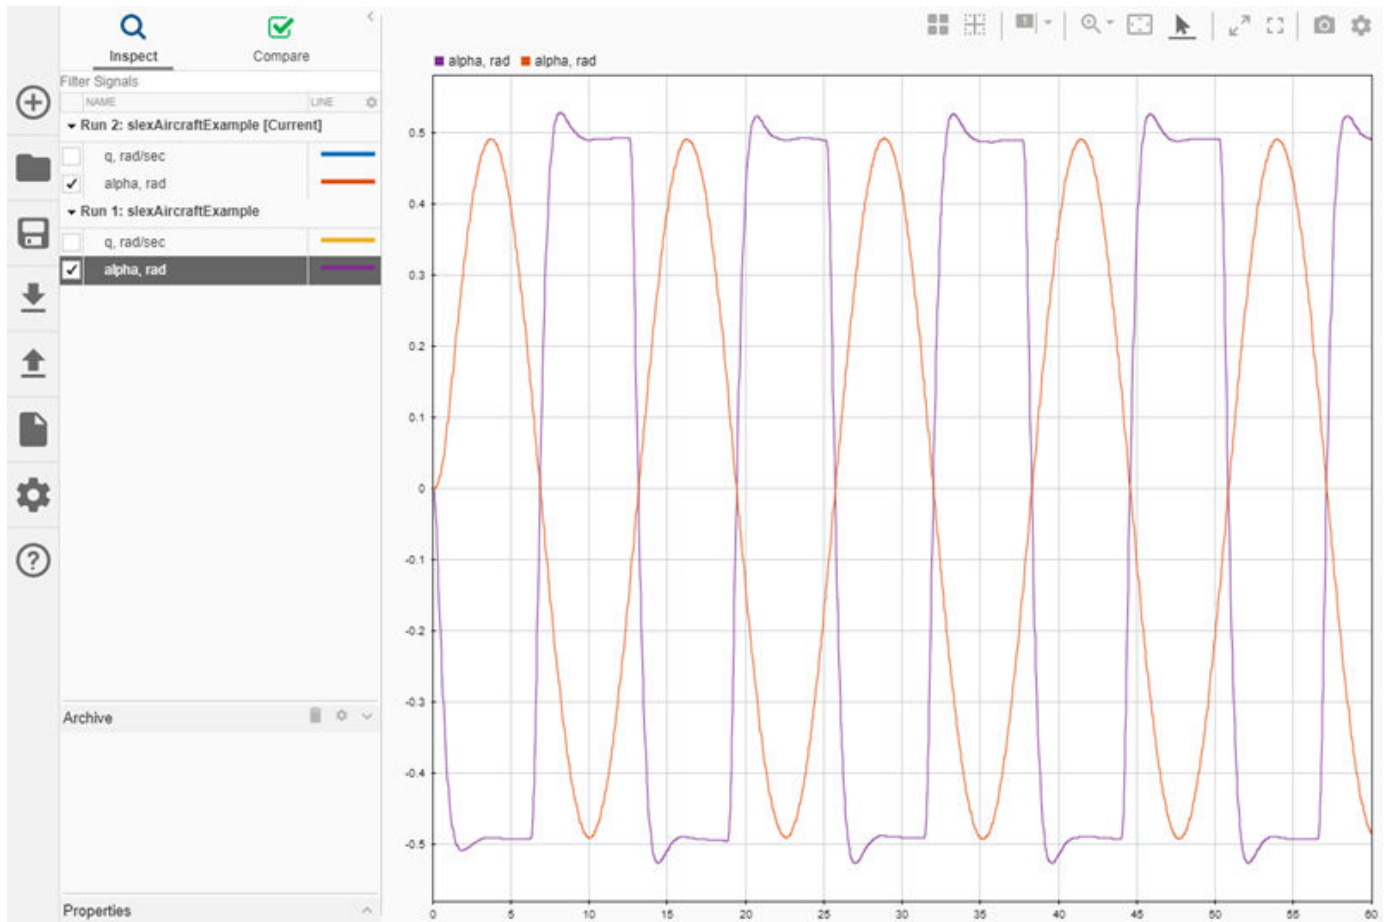 Inspect Compare
Filter Signals
NAME LINE
Run 2: slexAircraftExample [Current]
q, rad/sec
alpha, rad
Run 1: slexAircraftExample
q, rad/sec
alpha, rad
Archive
Properties
1
alpha, rad alpha, rad
0.5
0.4
0.3
0.2
0.1
0
-0.1
-0.2
-0.3
-0.4
-0.5
0 5 10 15 20 25 30 35 40 45 50 55 60